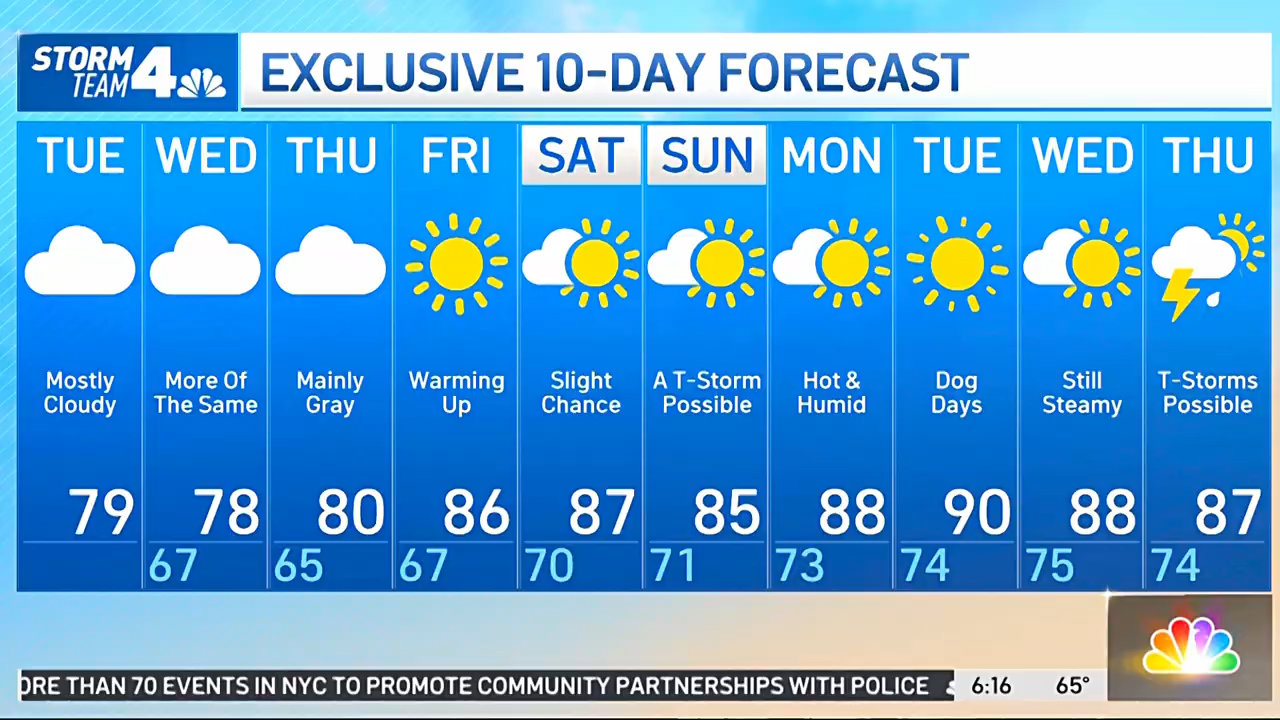 STORM
TEAM 4
EXCLUSIVE 10-DAY FORECAST
TUE WED THU FRI SAT SUN MON TUE WED THU
Mostly More Of Mainly Warming Slight A T-Storm Hot & Dog Still T-Storms
Cloudy The Same Gray Up Chance Possible Humid Days Steamy Possible
79 78 80 86 87 85 88 90 88 87
67 65 67 70 71 73 74 75 74
THAN 70 EVENTS IN NYC TO PROMOTE COMMUNITY PARTNERSHIPS WITH POLICE 6:16 65°